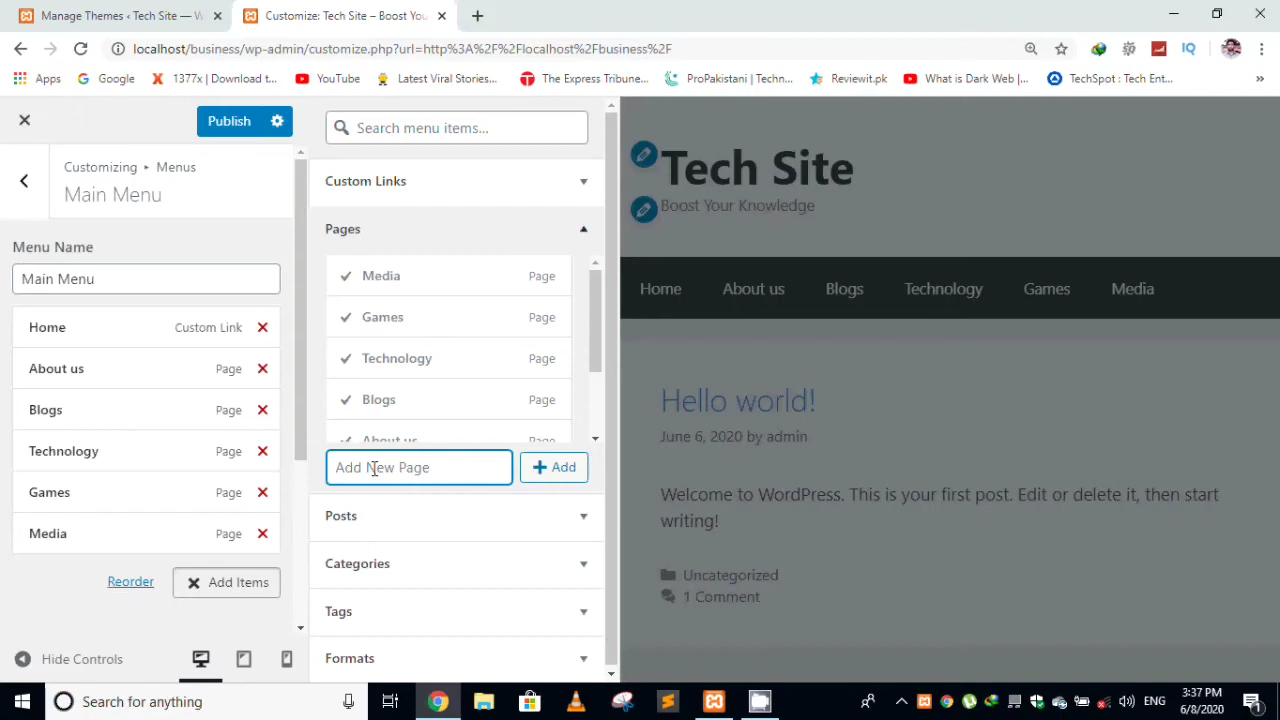 Manage Themes ‹ Tech Site — W
Customize: Tech Site – Boost You
localhost/business/wp-admin/customize.php?url=http%3A%2F%2Flocalhost%2Fbusiness%2F
IQ
Apps
Google
1377x | Download t...
YouTube
Latest Viral Stories...
The Express Tribune...
ProPakistani | Techn...
Reviewit.pk
What is Dark Web |...
TechSpot : Tech Ent...
»
Publish
Search menu items...
Customizing ▸ Menus
Main Menu
Menu Name
Main Menu
Home Custom Link
About us Page
Blogs Page
Technology Page
Games Page
Media Page
Reorder
Add Items
Hide Controls
Custom Links
Pages
Media Page
Games Page
Technology Page
Blogs Page
About us Page
Add New Page
Add
Posts
Categories
Tags
Formats
Tech Site
Boost Your Knowledge
Home About us Blogs Technology Games Media
Hello world!
June 6, 2020 by admin
Welcome to WordPress. This is your first post. Edit or delete it, then start
writing!
Uncategorized
1 Comment
Search for anything
ENG
3:37 PM
6/8/2020
1